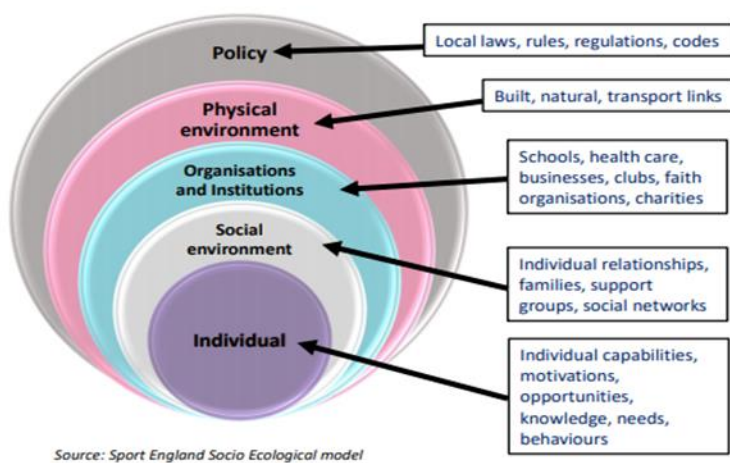 Policy
Local laws, rules, regulations, codes
Physical
environment
Built, natural, transport links
Organisations
and Institutions
Schools, health care,
businesses, clubs, faith
organisations, charities
Social
environment
Individual relationships,
families, support
groups, social networks
Individual
Individual capabilities,
motivations,
opportunities,
knowledge, needs,
behaviours
Source: Sport England Socio Ecological model